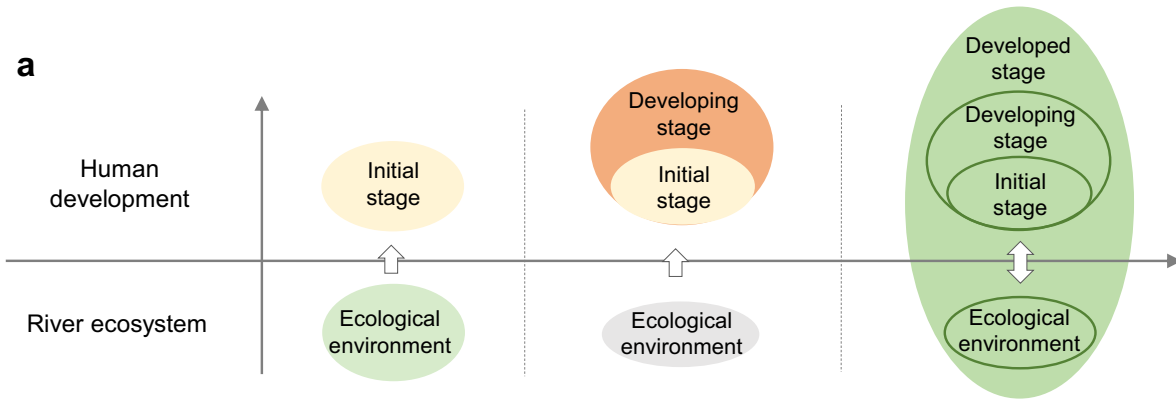 a
Human
development
River ecosystem
Initial
stage
Ecological
environment
Developing
stage
Initial
stage
Ecological
environment
Developed
stage
Developing
stage
Initial
stage
Ecological
environment